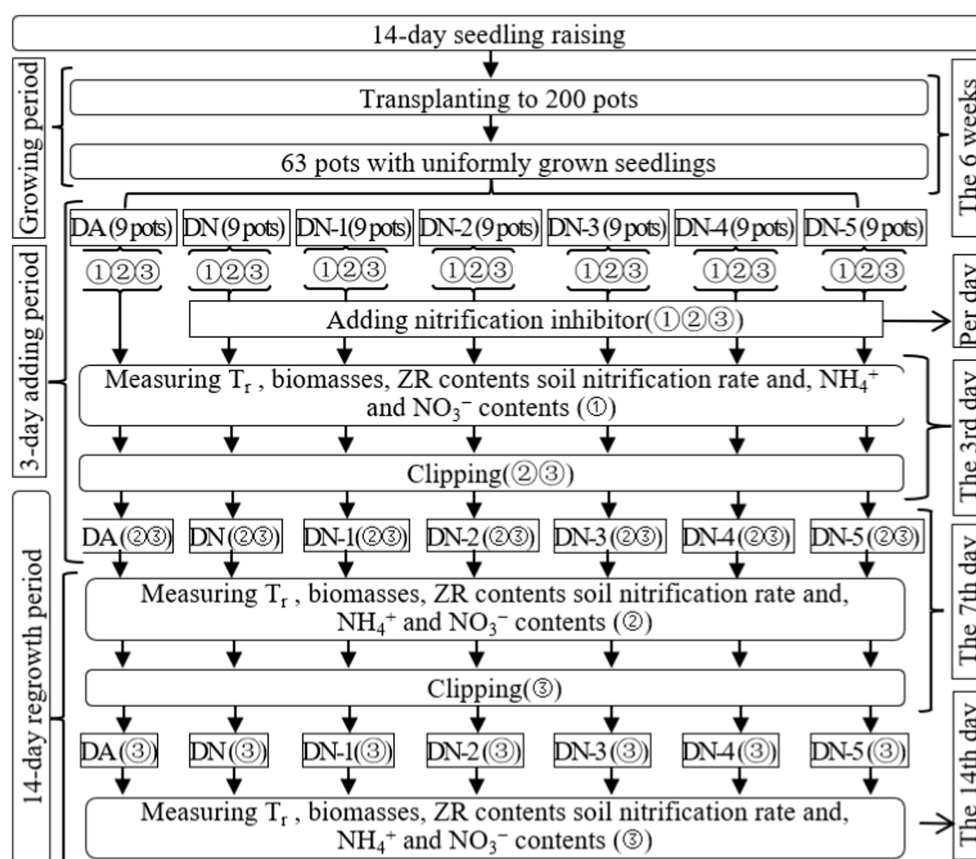 14-day seedling raising
Growing period
Transplanting to 200 pots
63 pots with uniformly grown seedlings
The 6 weeks
3-day adding period
DA (9 pots) DN (9 pots) DN-1(9 pots) DN-2 (9 pots) DN-3 (9 pots) DN-4 (9 pots) DN-5 (9 pots)
①②③ ①②③ ①②③ ①②③ ①②③ ①②③ ①②③
Adding nitrification inhibitor(①②③)
Per day
Measuring Tr , biomasses, ZR contents soil nitrification rate and, NH₄⁺
and NO₃⁻ contents (①)
Clipping(②③)
The 3rd day
14-day regrowth period
DA (②③) DN (②③) DN-1(②③) DN-2 (②③) DN-3 (②③) DN-4 (②③) DN-5 (②③)
Measuring Tr , biomasses, ZR contents soil nitrification rate and,
NH₄⁺ and NO₃⁻ contents (②)
Clipping(③)
The 7th day
DA (③) DN (③) DN-1 (③) DN-2 (③) DN-3 (③) DN-4 (③) DN-5 (③)
Measuring Tr , biomasses, ZR contents soil nitrification rate and,
NH₄⁺ and NO₃⁻ contents (③)
The 14th day